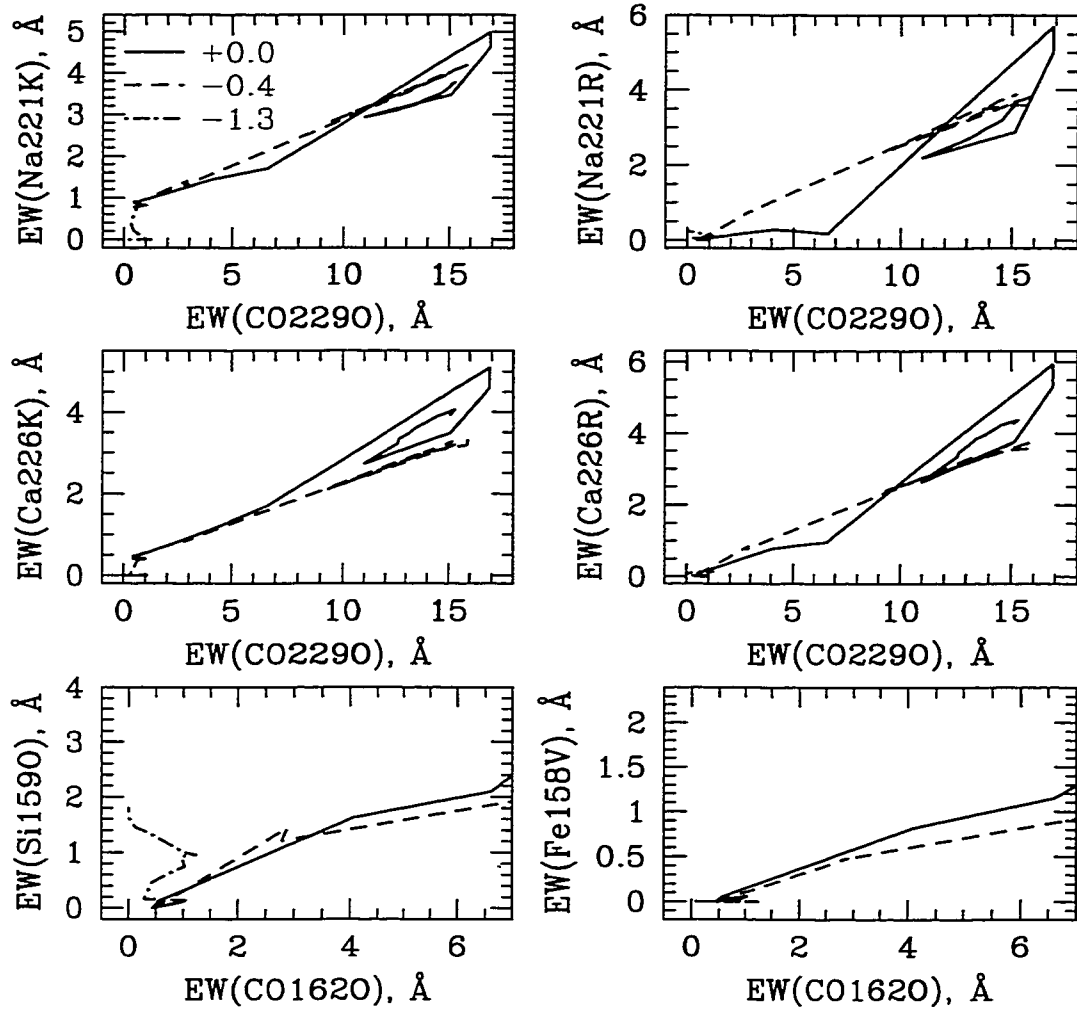 EW(Na221K), Å
5
4
3
2
1
0
+0.0
−0.4
−1.3
0 5 10 15
EW(CO2290), Å
EW(Na221R), Å
6
4
2
0
0 5 10 15
EW(CO2290), Å
EW(Ca226K), Å
4
2
0
0 5 10 15
EW(CO2290), Å
EW(Ca226R), Å
6
4
2
0
0 5 10 15
EW(CO2290), Å
EW(Si1590), Å
4
3
2
1
0
0 2 4 6
EW(CO1620), Å
EW(Fe158V), Å
2
1.5
1
0.5
0
0 2 4 6
EW(CO1620), Å